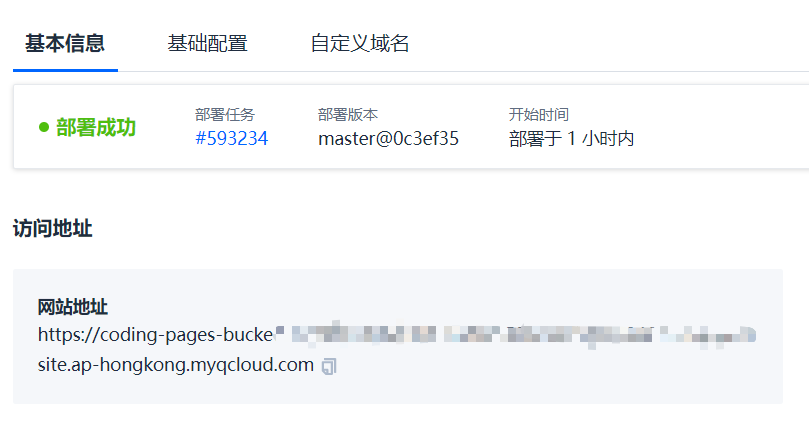 基本信息 基础配置 自定义域名
部署任务 部署版本 开始时间
部署成功 #593234 master@0c3ef35 部署于 1 小时内
访问地址
网站地址
https://coding-pages-bucke
site.ap-hongkong.myqcloud.com